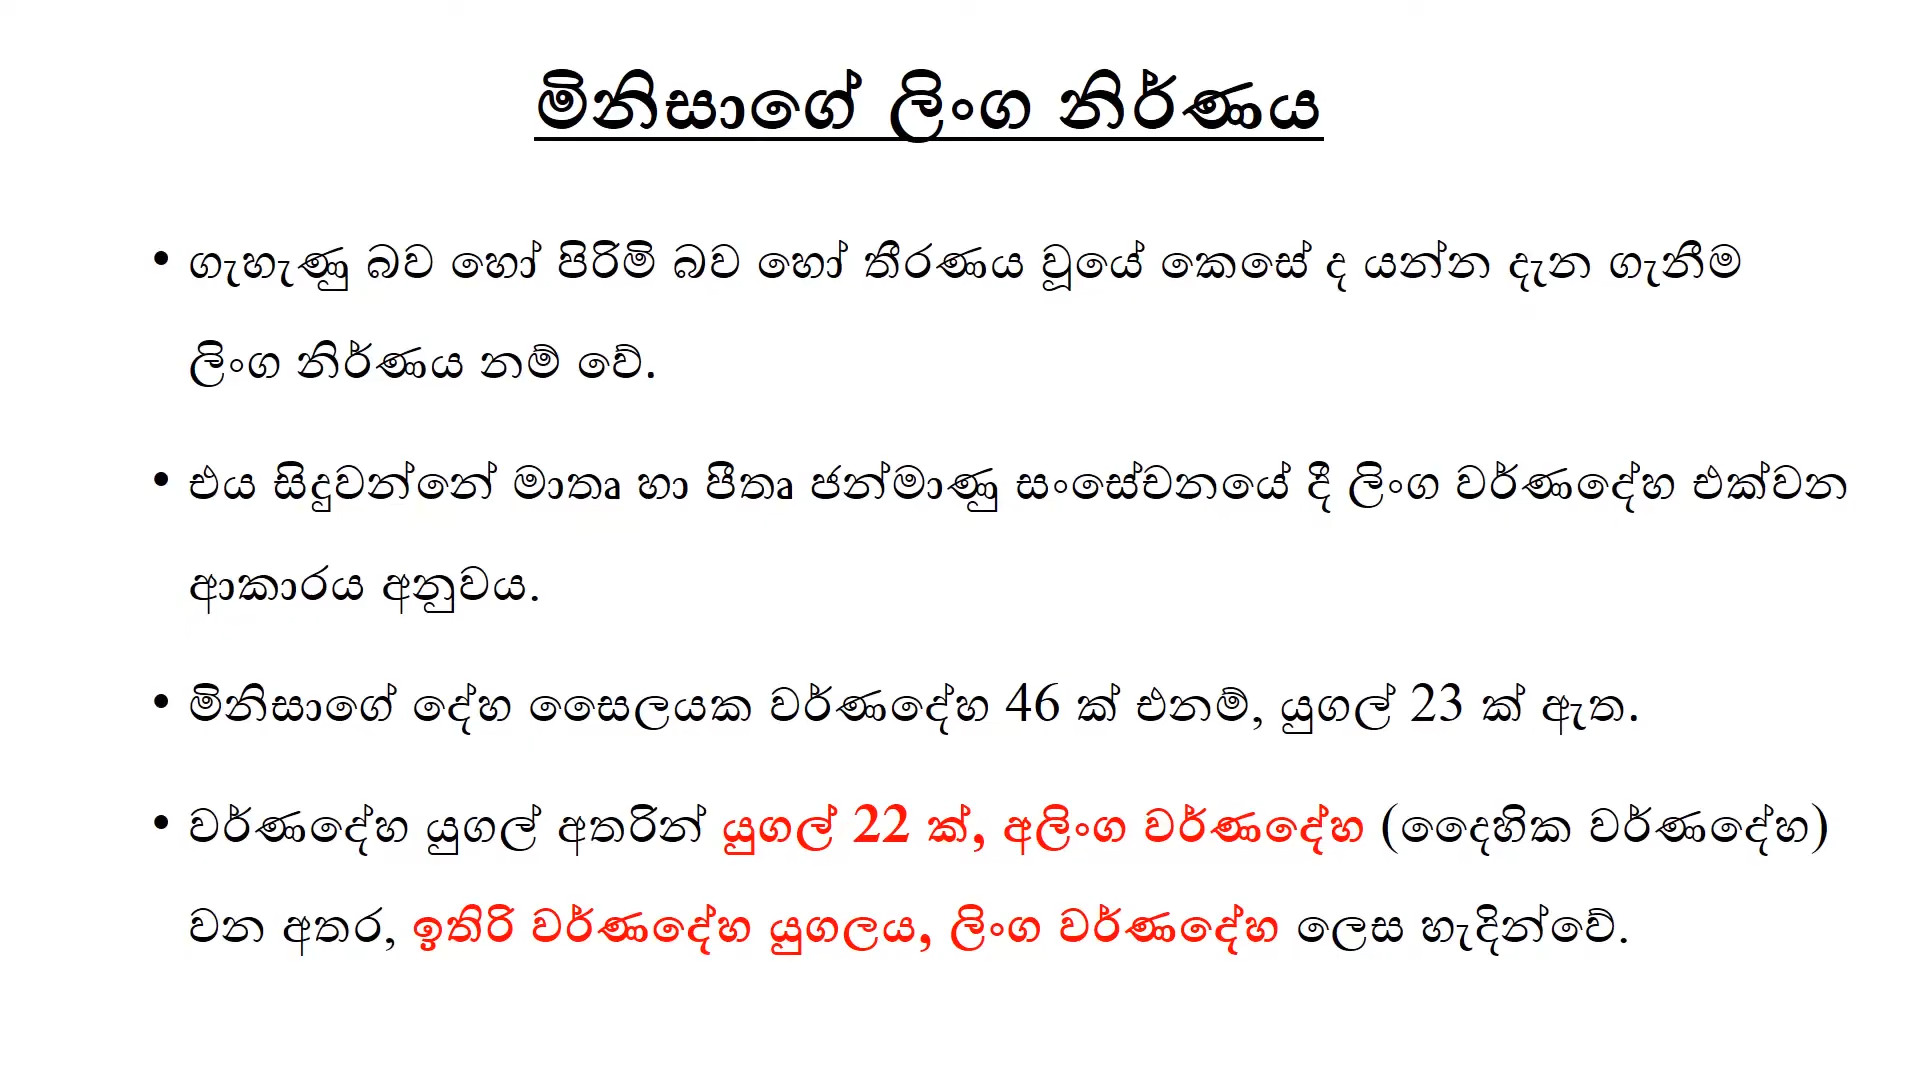 මිනිසාගේ ලිංග නිර්ණය
• ගැහැණු බව හෝ පිරිමි බව හෝ තීරණය වූයේ කෙසේ ද යන්න දැන ගැනීම
ලිංග නිර්ණය නම් වේ.
• එය සිදුවන්නේ මාතෘ හා පීතෘ ජන්මාණු සංසේචනයේ දී ලිංග වර්ණදේහ එක්වන
ආකාරය අනුවය.
• මිනිසාගේ දේහ සෛලයක වර්ණදේහ 46 ක් එනම්, යුගල් 23 ක් ඇත.
• වර්ණදේහ යුගල් අතරින් යුගල් 22 ක්, අලිංග වර්ණදේහ (දෛහික වර්ණදේහ)
වන අතර, ඉතිරි වර්ණදේහ යුගලය, ලිංග වර්ණදේහ ලෙස හැදින්වේ.